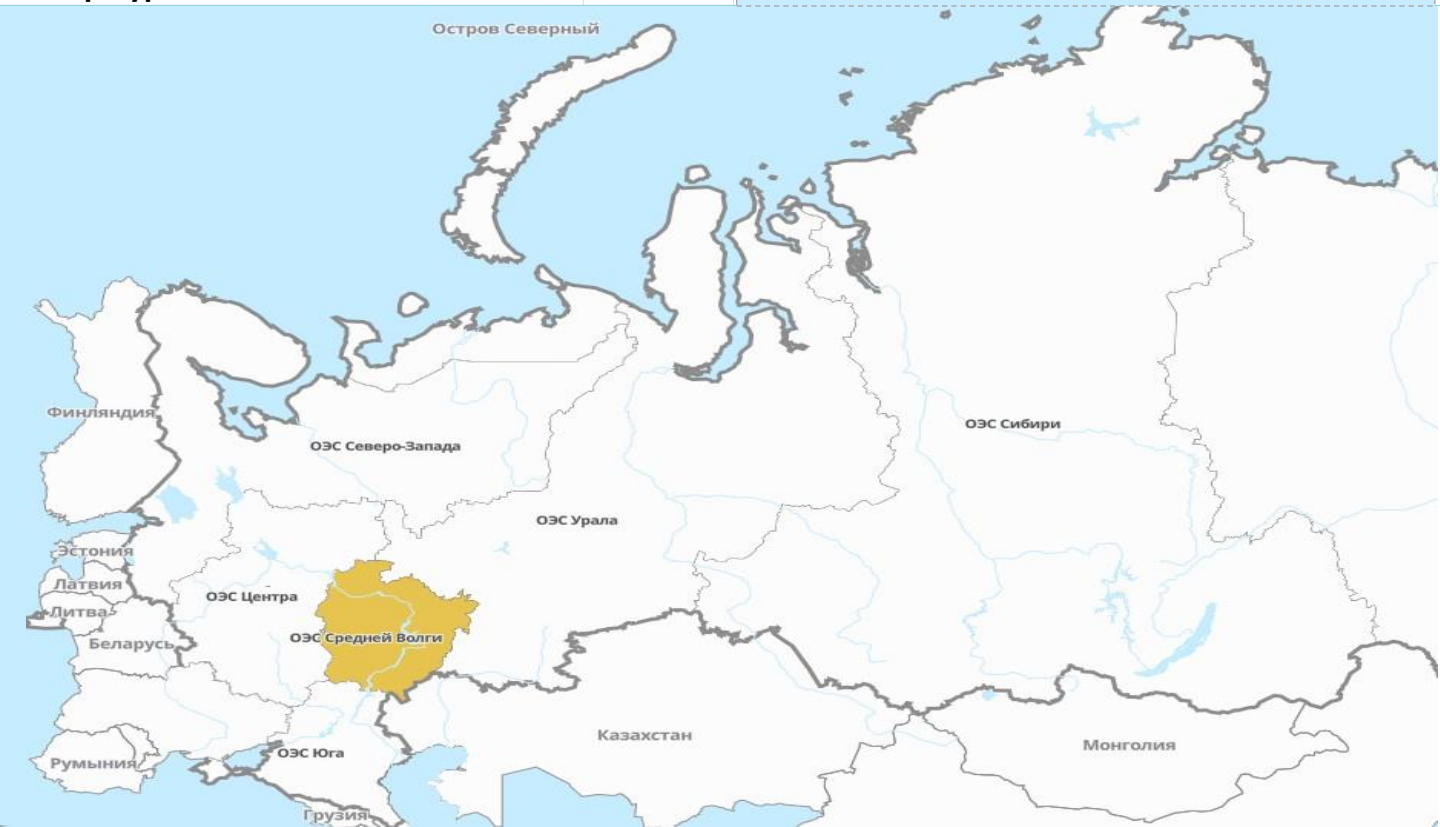 Остров Северный
Финляндия
ОЭС Северо-Запада
ОЭС Сибири
ОЭС Урала
Эстония
Латвия
ОЭС Центра
Литва
ОЭС Средней Волги
Беларусь
Казахстан
Монголия
ОЭС Юга
Румыния
Грузия